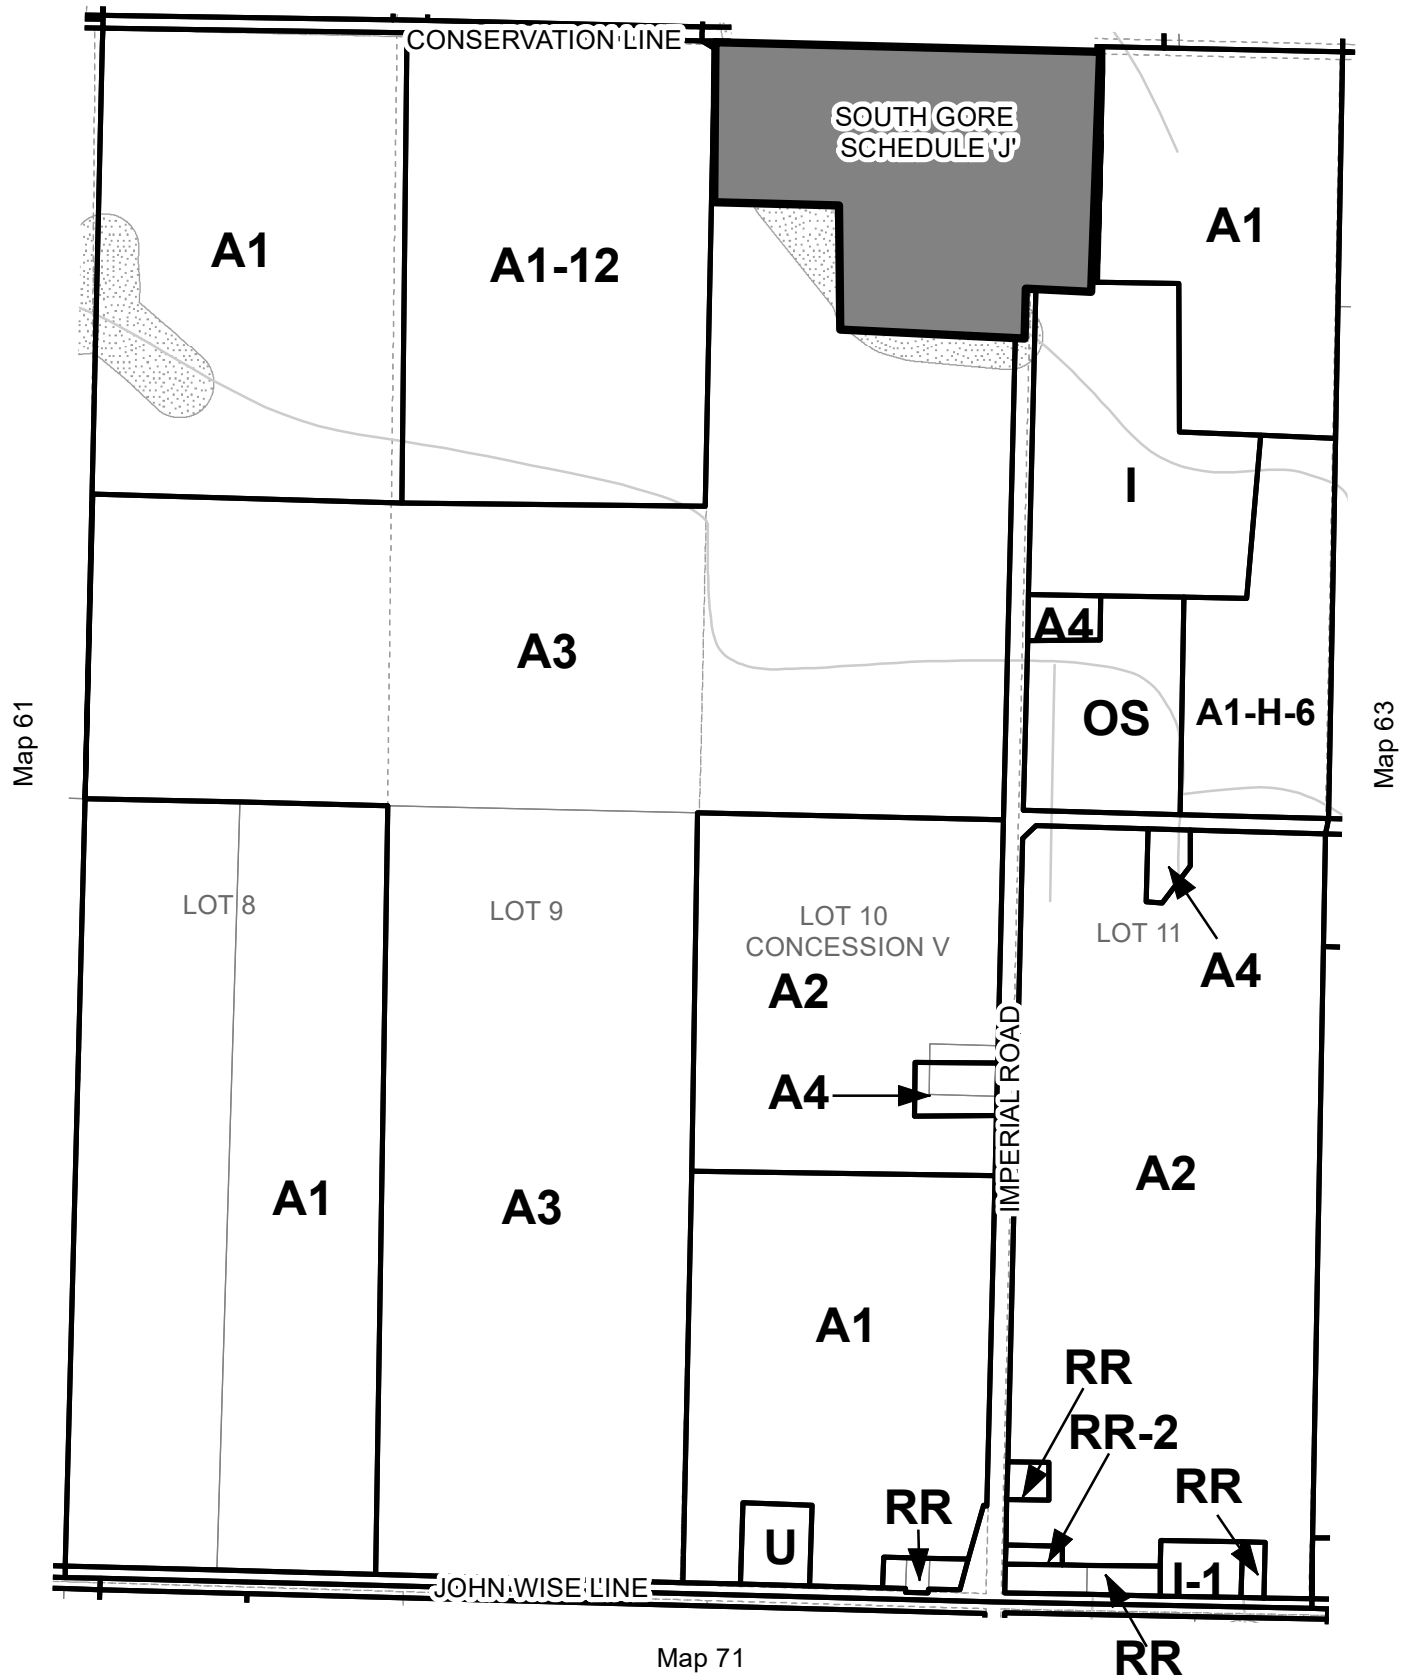 CONSERVATION LINE
SOUTH GORE
SCHEDULE 'J'
A1
A1-12
A1
I
A4
A3
OS
A1-H-6
Map 61
Map 63
LOT 8
LOT 9
LOT 10
CONCESSION V
LOT 11
A4
A2
A4
IMPERIAL ROAD
A2
A1
A3
A1
RR
RR-2
RR
RR
U
I-1
JOHN WISE LINE
RR
Map 71